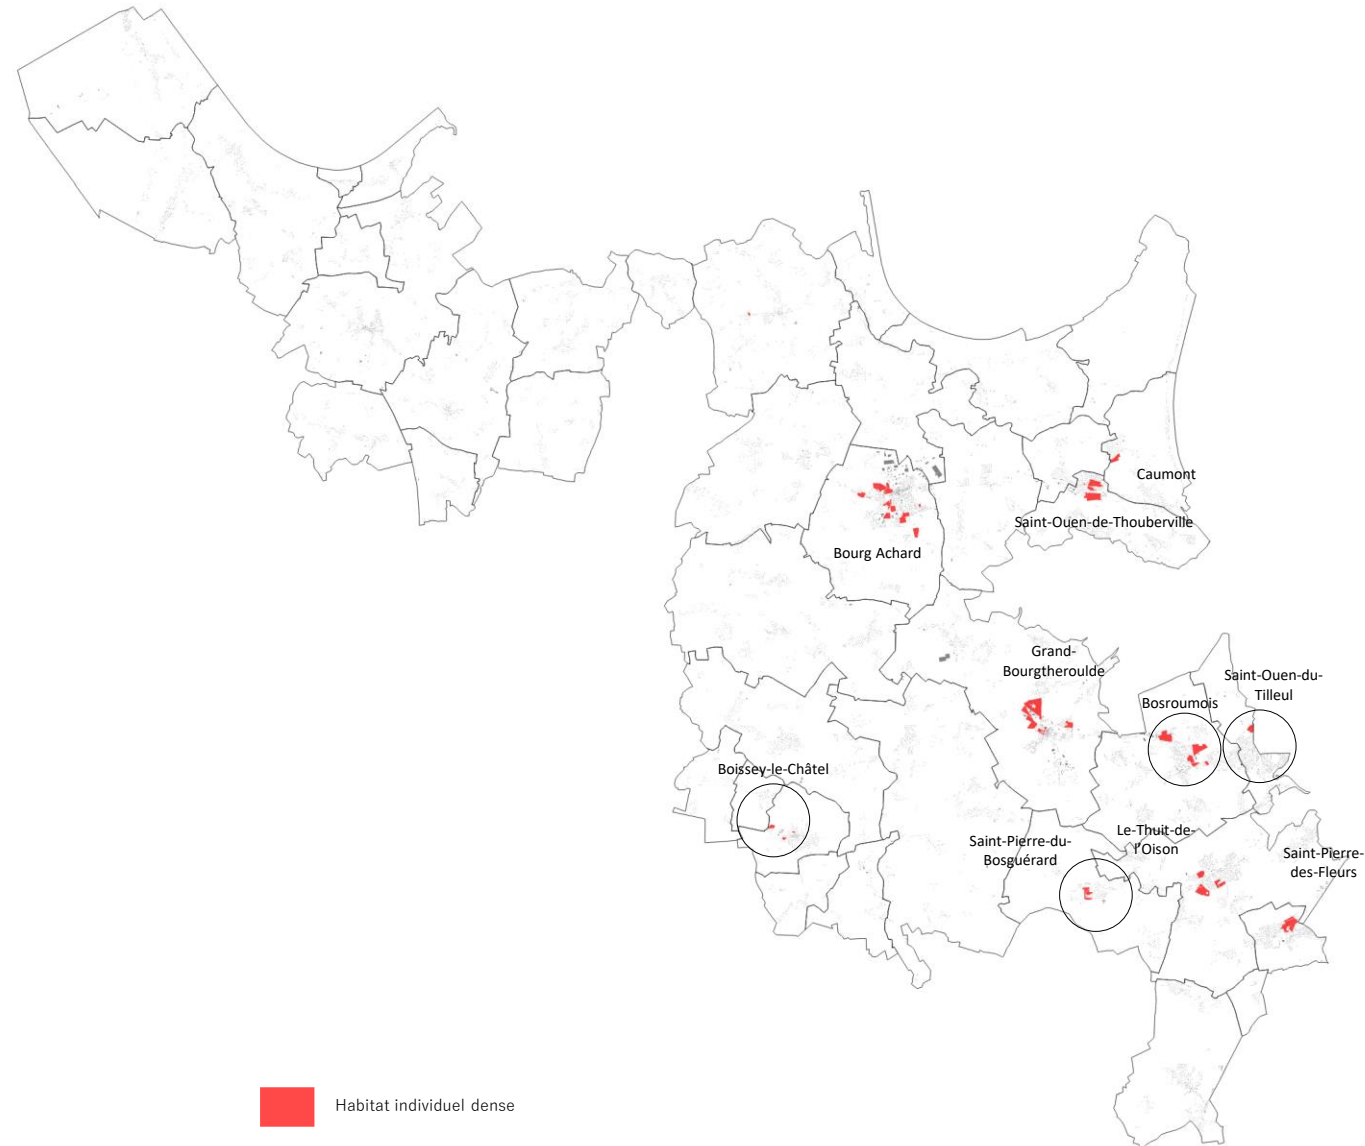 Caumont
Saint-Ouen-de-Thouberville
Bourg Achard
Grand-
Bourgtheroulde
Saint-Ouen-du-
Tilleul
Bosroumois
Boissey-le-Châtel
Le-Thuit-de-
l'Oison
Saint-Pierre-du-
Bosguérard
Saint-Pierre-
des-Fleurs
Habitat individuel dense